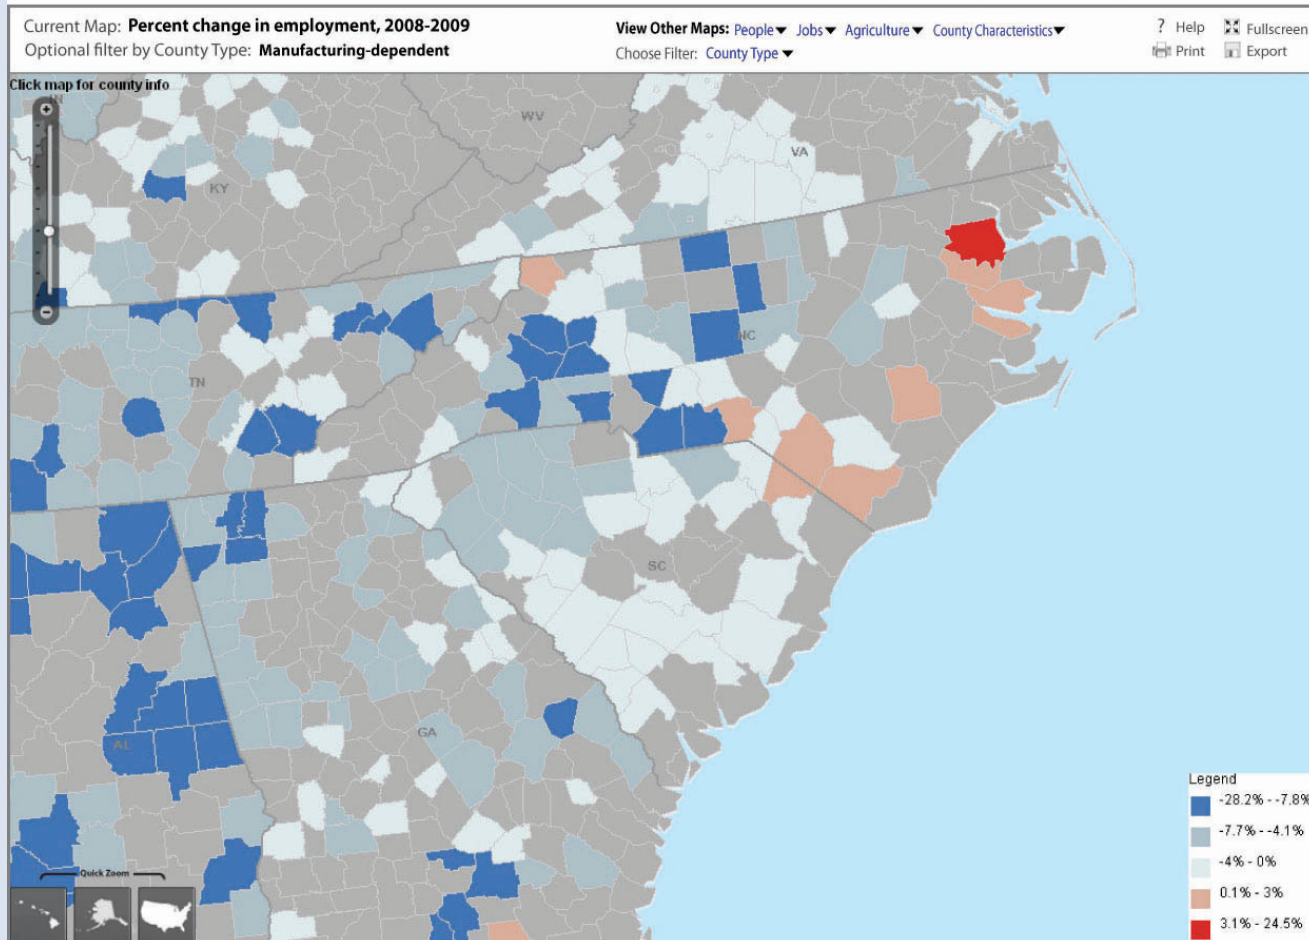 Current Map: Percent change in employment, 2008-2009
Optional filter by County Type: Manufacturing-dependent
View Other Maps: People▼ Jobs▼ Agriculture▼ County Characteristics▼
Choose Filter: County Type ▼
? Help Fullscreen
Print Export
Click map for county info
IN
WV
VA
KY
NC
TN
SC
GA
AL
Legend
-28.2% - -7.8%
-7.7% - -4.1%
-4% - 0%
0.1% - 3%
3.1% - 24.5%
Quick Zoom